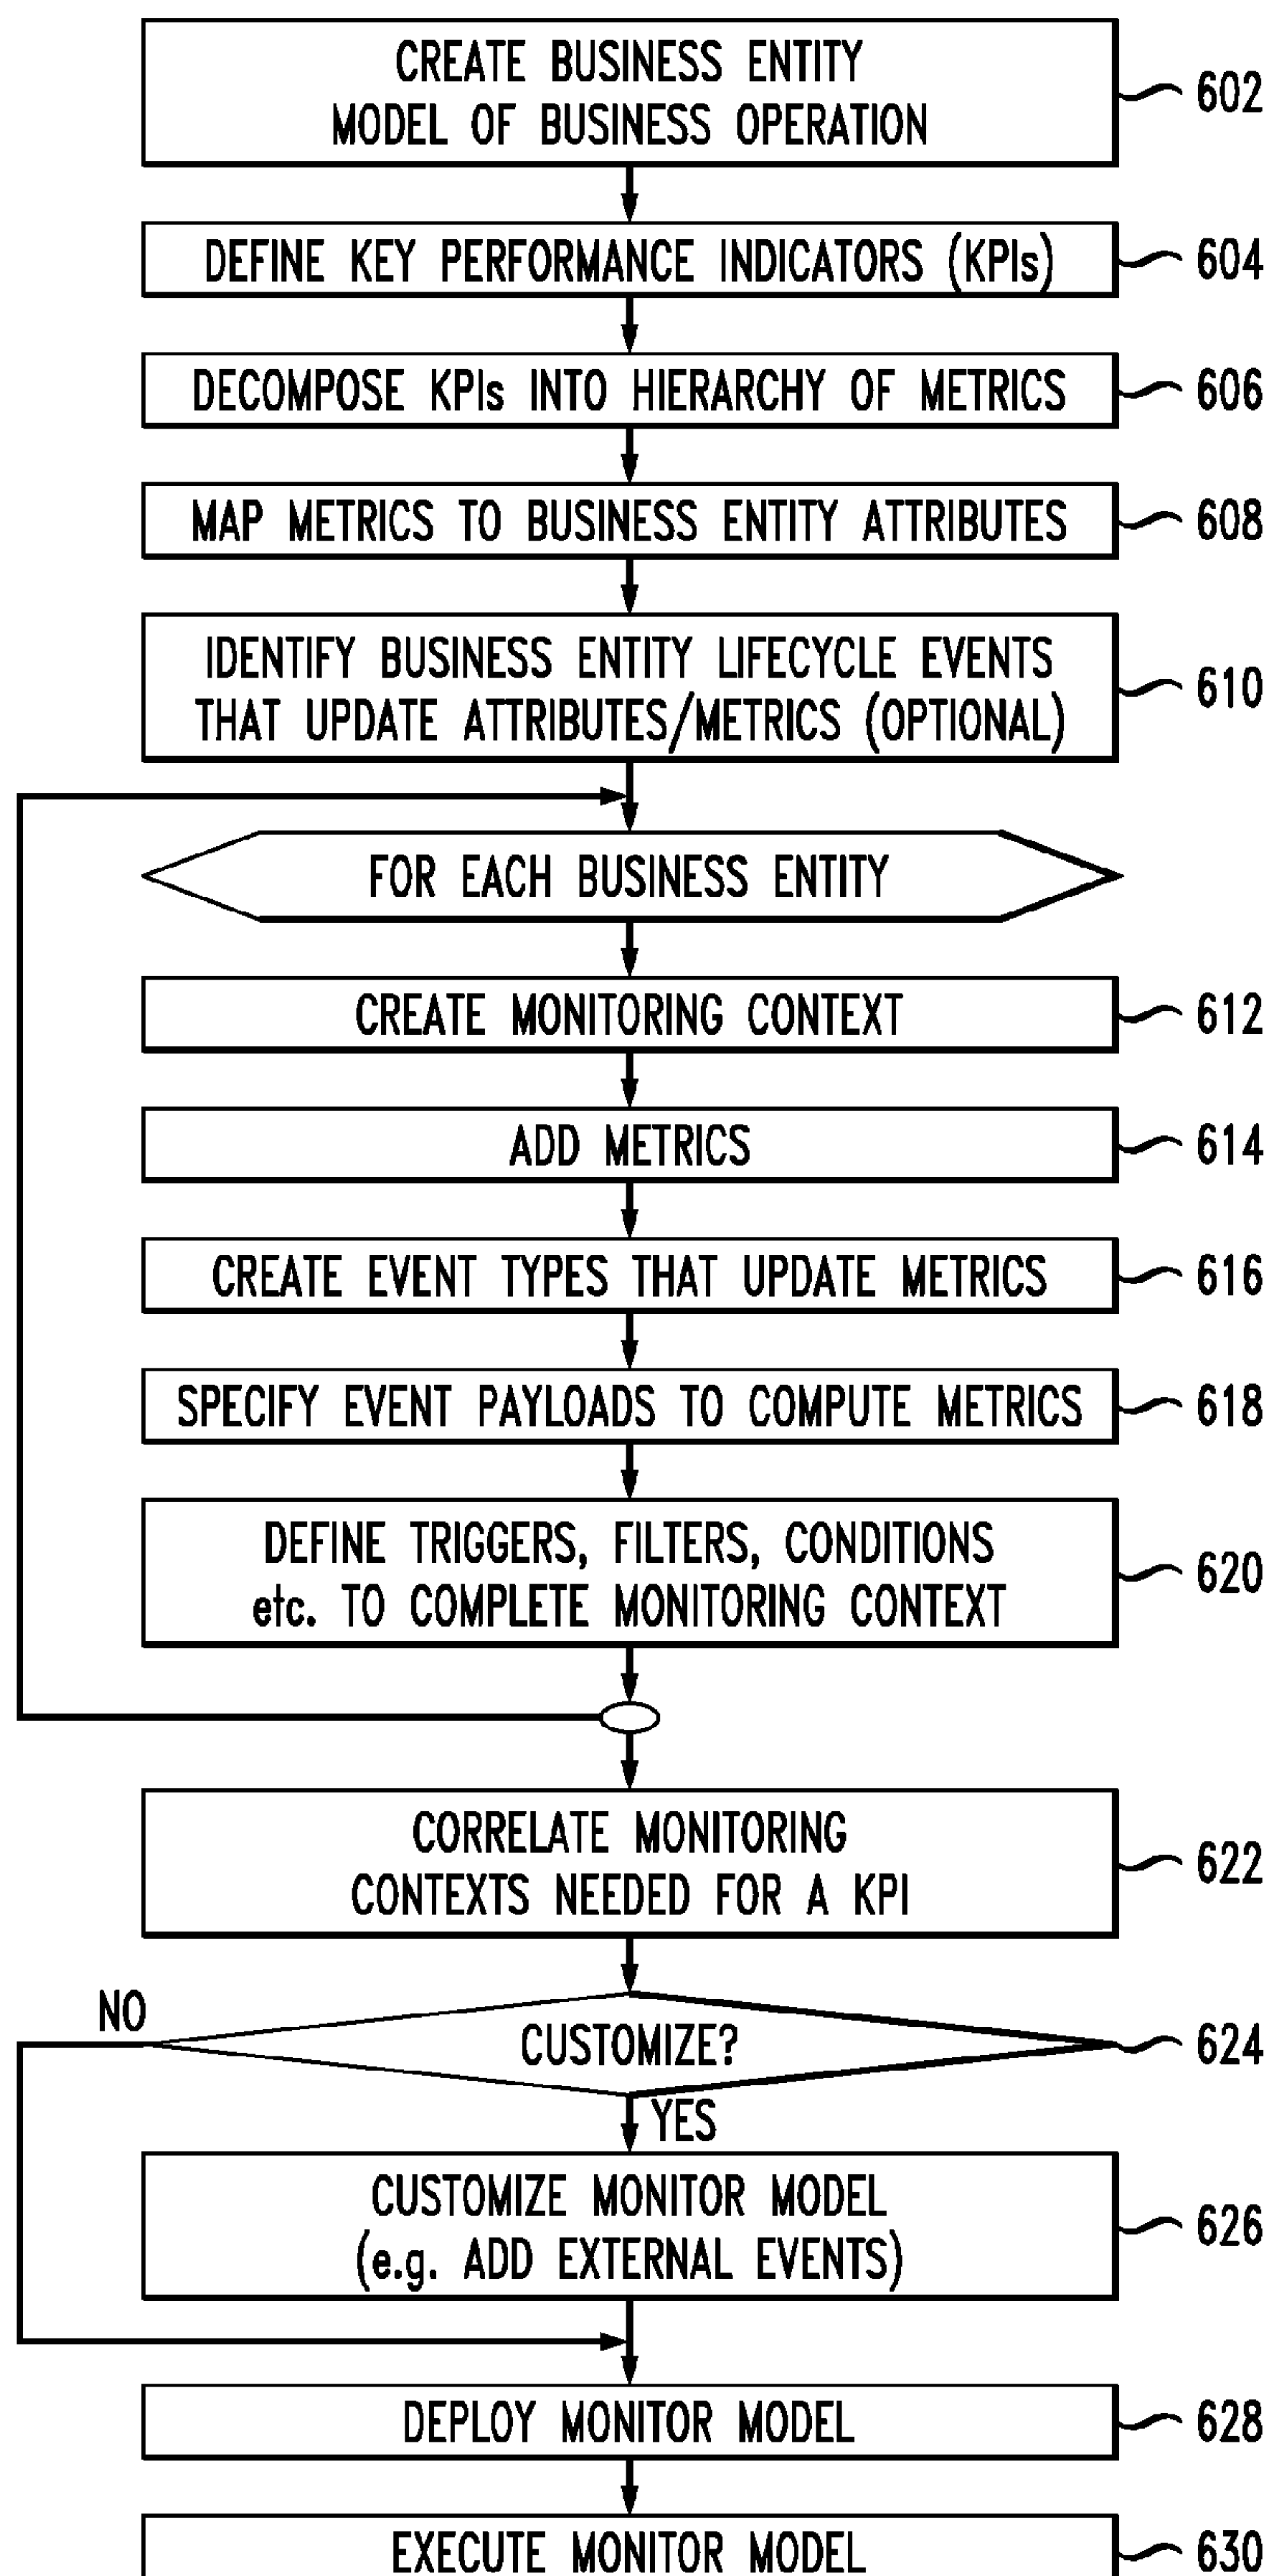 CREATE BUSINESS ENTITY
MODEL OF BUSINESS OPERATION
602
DEFINE KEY PERFORMANCE INDICATORS (KPIs)
604
DECOMPOSE KPIs INTO HIERARCHY OF METRICS
606
MAP METRICS TO BUSINESS ENTITY ATTRIBUTES
608
IDENTIFY BUSINESS ENTITY LIFECYCLE EVENTS
THAT UPDATE ATTRIBUTES/METRICS (OPTIONAL)
610
FOR EACH BUSINESS ENTITY
CREATE MONITORING CONTEXT
612
ADD METRICS
614
CREATE EVENT TYPES THAT UPDATE METRICS
616
SPECIFY EVENT PAYLOADS TO COMPUTE METRICS
618
DEFINE TRIGGERS, FILTERS, CONDITIONS
etc. TO COMPLETE MONITORING CONTEXT
620
CORRELATE MONITORING
CONTEXTS NEEDED FOR A KPI
622
NO
CUSTOMIZE?
624
YES
CUSTOMIZE MONITOR MODEL
(e.g. ADD EXTERNAL EVENTS)
626
DEPLOY MONITOR MODEL
628
EXECUTE MONITOR MODEL
630